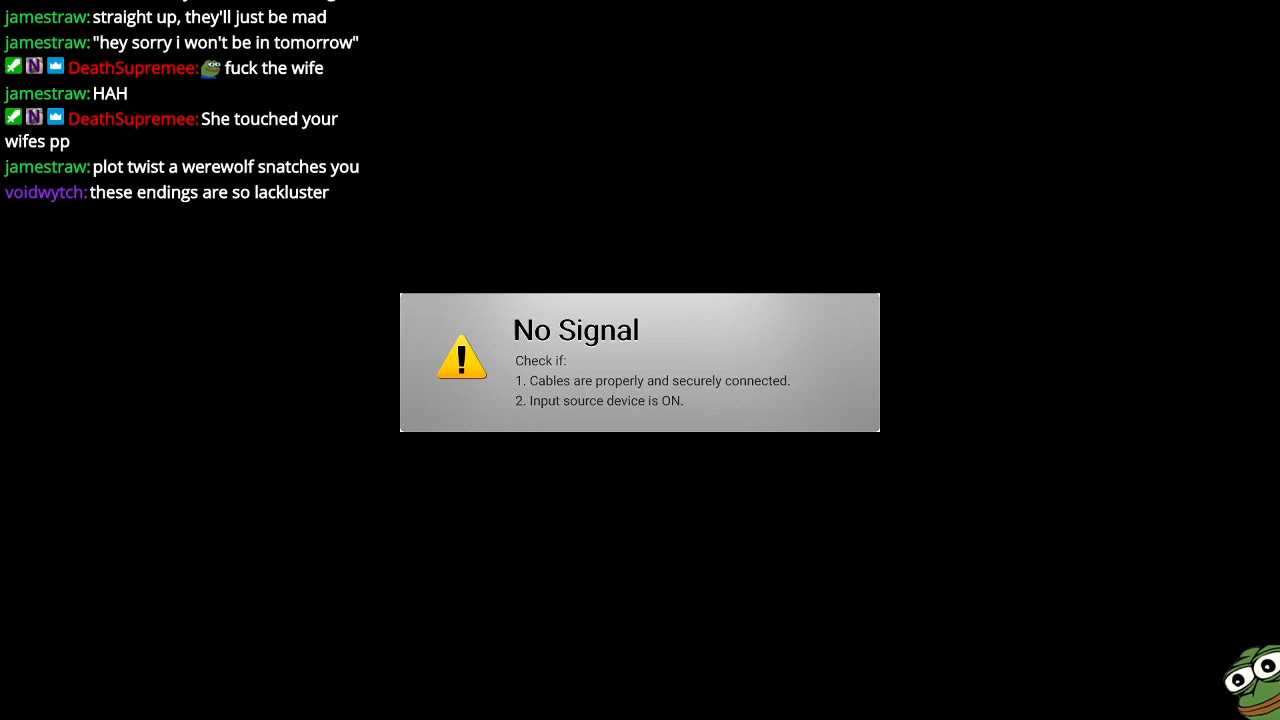 jamestraw: straight up, they'll just be mad
jamestraw: "hey sorry i won't be in tomorrow"
DeathSupremee: fuck the wife
jamestraw: HAH
DeathSupremee: She touched your
wifes pp
jamestraw: plot twist a werewolf snatches you
voidwytch: these endings are so lackluster
No Signal
Check if:
1. Cables are properly and securely connected.
2. Input source device is ON.